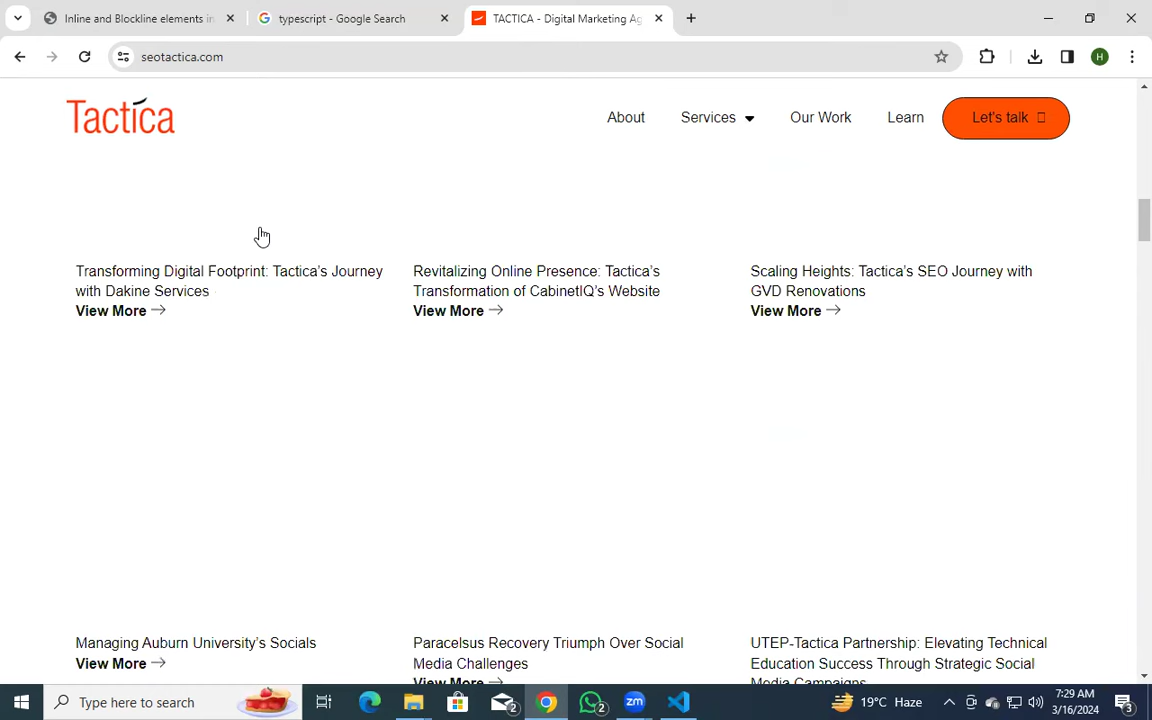 Inline and Blockline elements in
typescript - Google Search
TACTICA - Digital Marketing Ag
seotactica.com
H
Tactica
About
Services
Our Work
Learn
Let's talk
Transforming Digital Footprint: Tactica's Journey
with Dakine Services
View More
Revitalizing Online Presence: Tactica's
Transformation of CabinetIQ's Website
View More
Scaling Heights: Tactica's SEO Journey with
GVD Renovations
View More
Managing Auburn University's Socials
View More
Paracelsus Recovery Triumph Over Social
Media Challenges
View More
UTEP-Tactica Partnership: Elevating Technical
Education Success Through Strategic Social
Media Campaigns
Type here to search
2
2
zm
19°C Haze
7:29 AM
3/16/2024
3